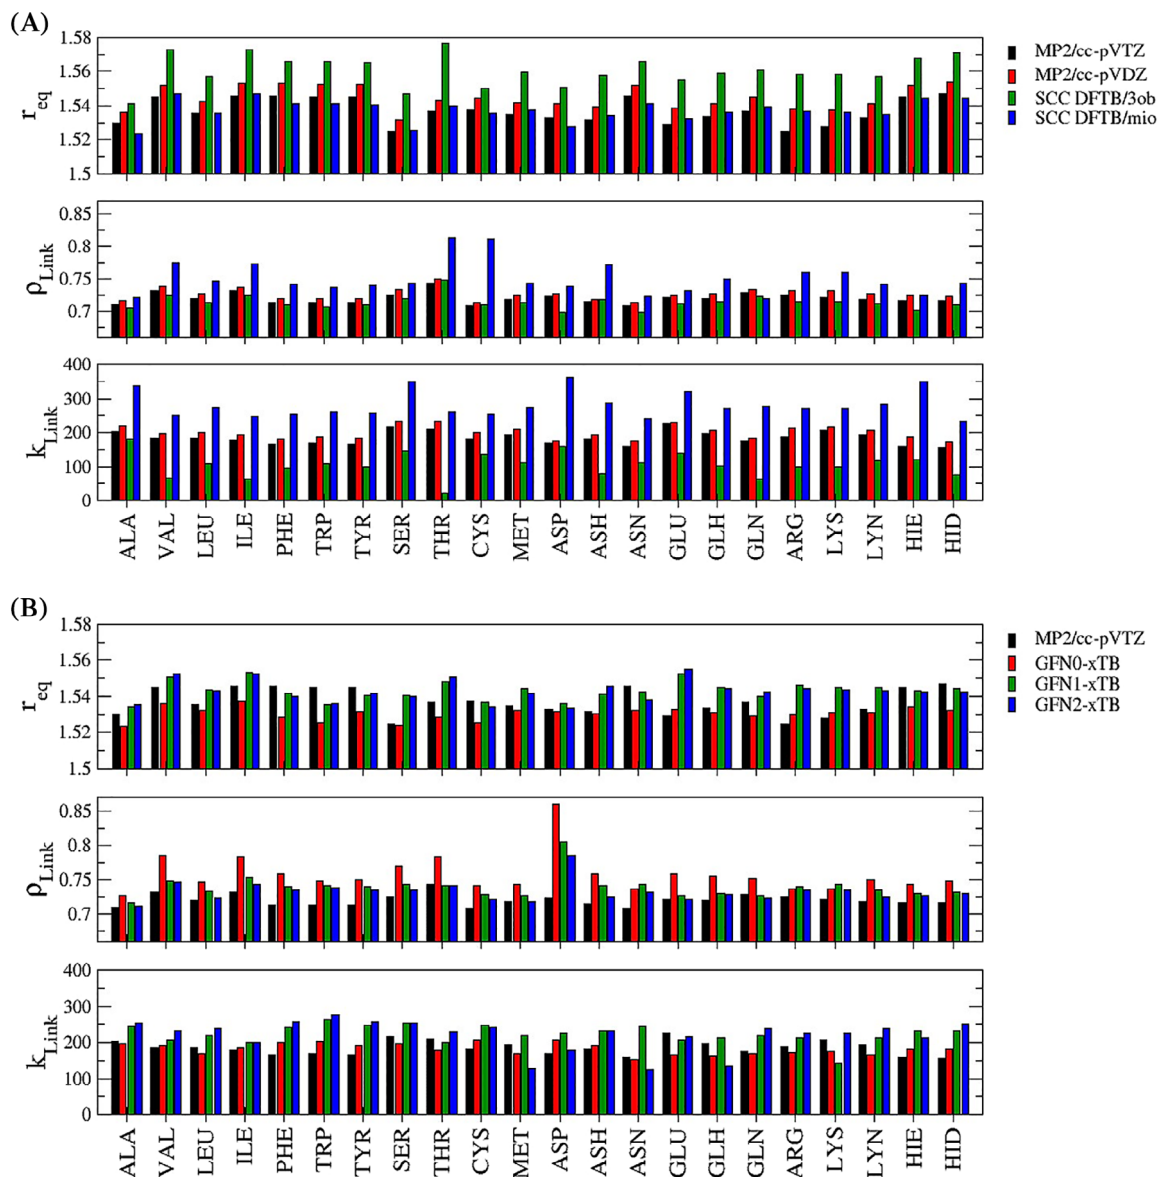 (A)
1.58
1.56
1.54
1.52
1.5
r_eq
MP2/cc-pVTZ
MP2/cc-pVDZ
SCC DFTB/3ob
SCC DFTB/mio
0.85
0.8
0.75
0.7
ρ_Link
400
300
200
100
0
k_Link
ALA VAL LEU ILE PHE TRP TYR SER THR CYS MET ASP ASH ASN GLU GLH GLN ARG LYS LYN HIE HID
(B)
1.58
1.56
1.54
1.52
1.5
r_eq
MP2/cc-pVTZ
GFN0-xTB
GFN1-xTB
GFN2-xTB
0.85
0.8
0.75
0.7
ρ_Link
400
300
200
100
0
k_Link
ALA VAL LEU ILE PHE TRP TYR SER THR CYS MET ASP ASH ASN GLU GLH GLN ARG LYS LYN HIE HID